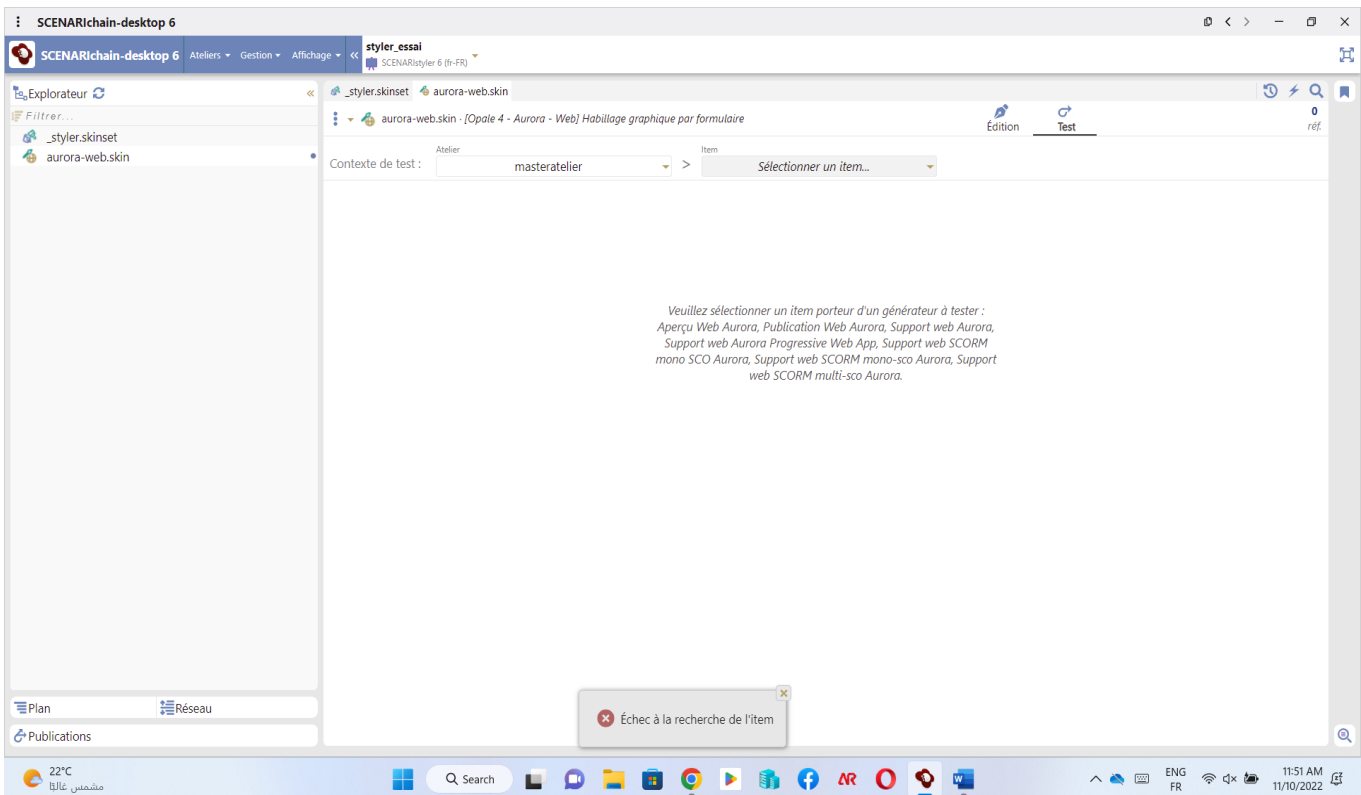 SCENARIchain-desktop 6
SCENARIchain-desktop 6 Ateliers Gestion Affichage
styler_essai
SCENARIstyler 6 (fr-FR)
Explorateur
Filtrer...
_styler.skinset
aurora-web.skin
_styler.skinset aurora-web.skin
aurora-web.skin · [Opale 4 - Aurora - Web] Habillage graphique par formulaire
Édition
Test
0
réf.
Contexte de test :
Atelier
masteratelier
>
Item
Sélectionner un item...
Veuillez sélectionner un item porteur d'un générateur à tester :
Aperçu Web Aurora, Publication Web Aurora, Support web Aurora,
Support web Aurora Progressive Web App, Support web SCORM
mono SCO Aurora, Support web SCORM mono-sco Aurora, Support
web SCORM multi-sco Aurora.
Échec à la recherche de l'item
Plan Réseau
Publications
22°C
مشمس غالبًا
Search
ENG
FR
11:51 AM
11/10/2022